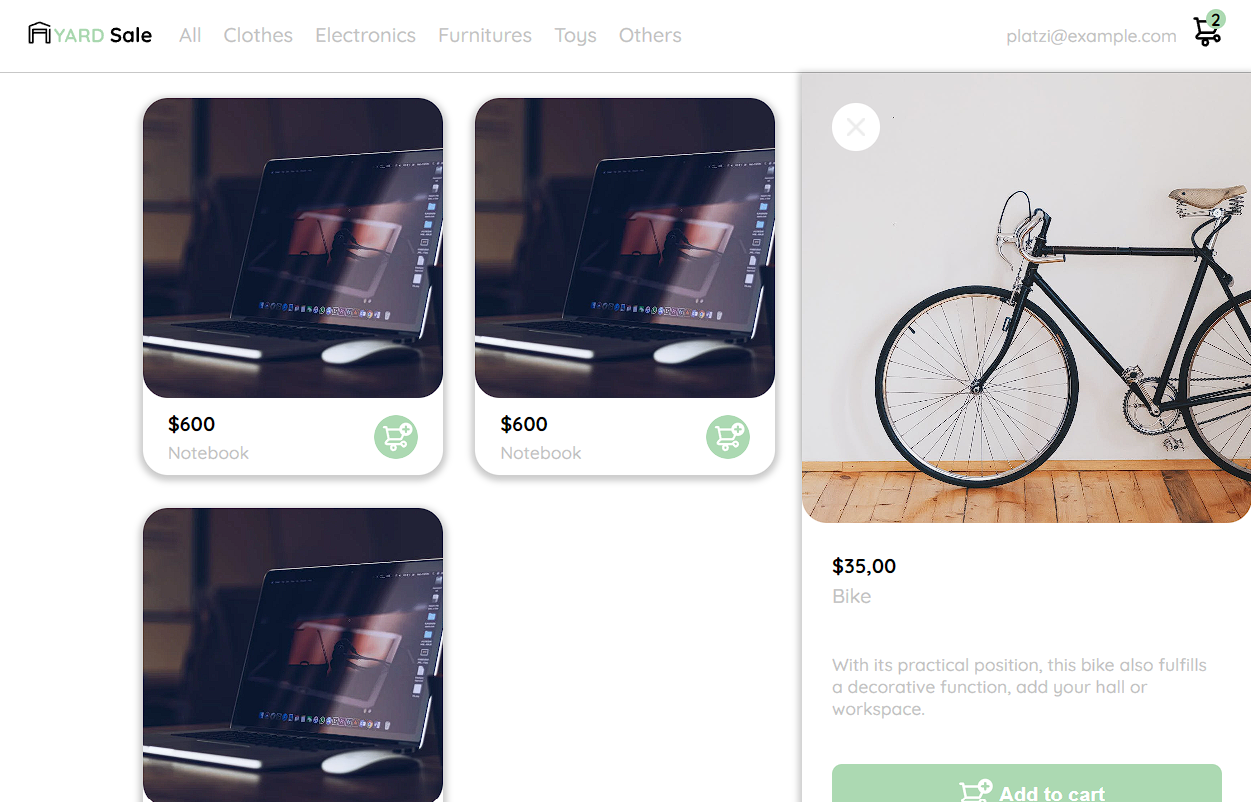 YARD Sale
All Clothes Electronics Furnitures Toys Others
platzi@example.com
2
$600
Notebook
$600
Notebook
$35,00
Bike
With its practical position, this bike also fulfills
a decorative function, add your hall or
workspace.
Add to cart